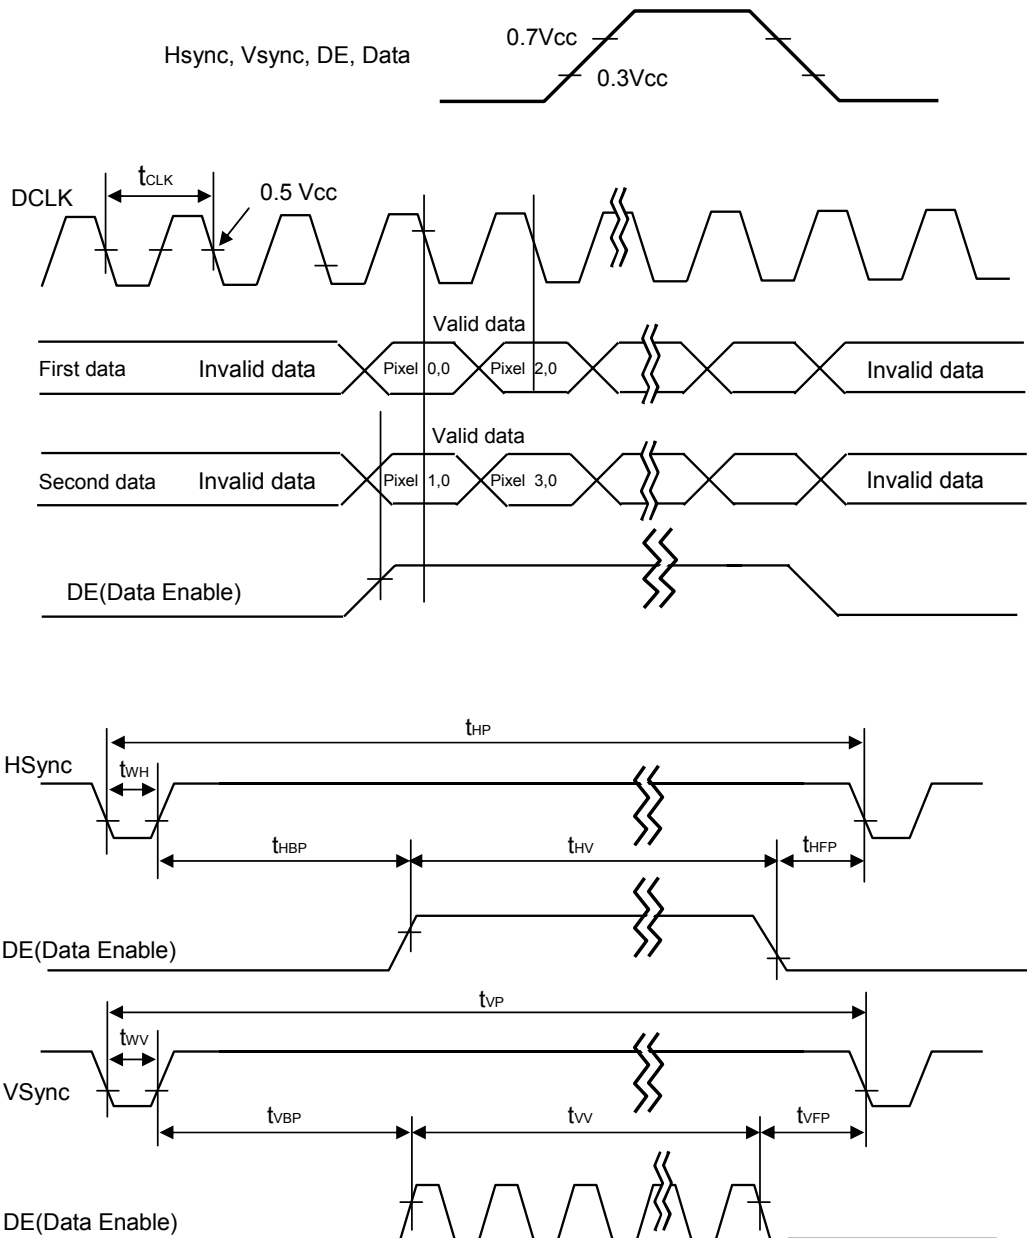 0.7Vcc
Hsync, Vsync, DE, Data
0.3Vcc
tCLK
DCLK
0.5 Vcc
Valid data
First data Invalid data Pixel 0,0 Pixel 2,0 Invalid data
Valid data
Second data Invalid data Pixel 1,0 Pixel 3,0 Invalid data
DE(Data Enable)
tHP
HSync
tWH
tHBP tHV tHFP
DE(Data Enable)
tVP
tWV
VSync
tVBP tVV tVFP
DE(Data Enable)